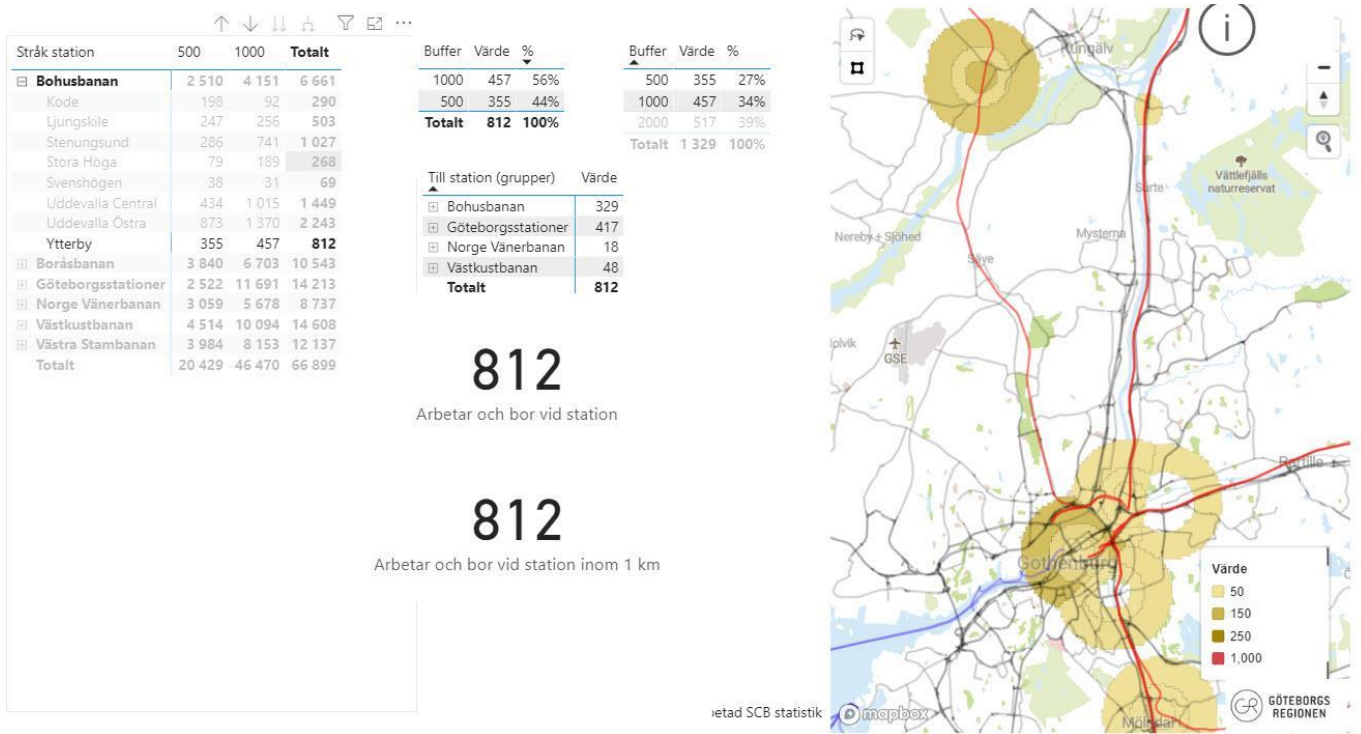 Stråk station 500 1000 Totalt
Bohusbanan 2 510 4 151 6 661
Kode 198 92 290
Ljungskile 247 256 503
Stenungsund 286 741 1 027
Stora Höga 79 189 268
Svenshögen 38 31 69
Uddevalla Central 434 1 015 1 449
Uddevalla Östra 873 1 370 2 243
Ytterby 355 457 812
Boråsbanan 3 840 6 703 10 543
Göteborgsstationer 2 522 11 691 14 213
Norge Vänerbanan 3 059 5 678 8 737
Västkustbanan 4 514 10 094 14 608
Västra Stambanan 3 984 8 153 12 137
Totalt 20 429 46 470 66 899
Buffer Värde %
1000 457 56%
500 355 44%
Totalt 812 100%
Buffer Värde %
500 355 27%
1000 457 34%
2000 517 39%
Totalt 1 329 100%
Till station (grupper) Värde
Bohusbanan 329
Göteborgsstationer 417
Norge Vänerbanan 18
Västkustbanan 48
Totalt 812
812
Arbetar och bor vid station
812
Arbetar och bor vid station inom 1 km
etad SCB statistik
i
Kungälv
Vättlefjälls
naturreservat
Surte
Nereby + Sjöhed
Mysterna
Säve
olvik
GSE
Partille
Gothenburg
Mölndal
Värde
50
150
250
1,000
mapbox
GR GÖTEBORGS
REGIONEN